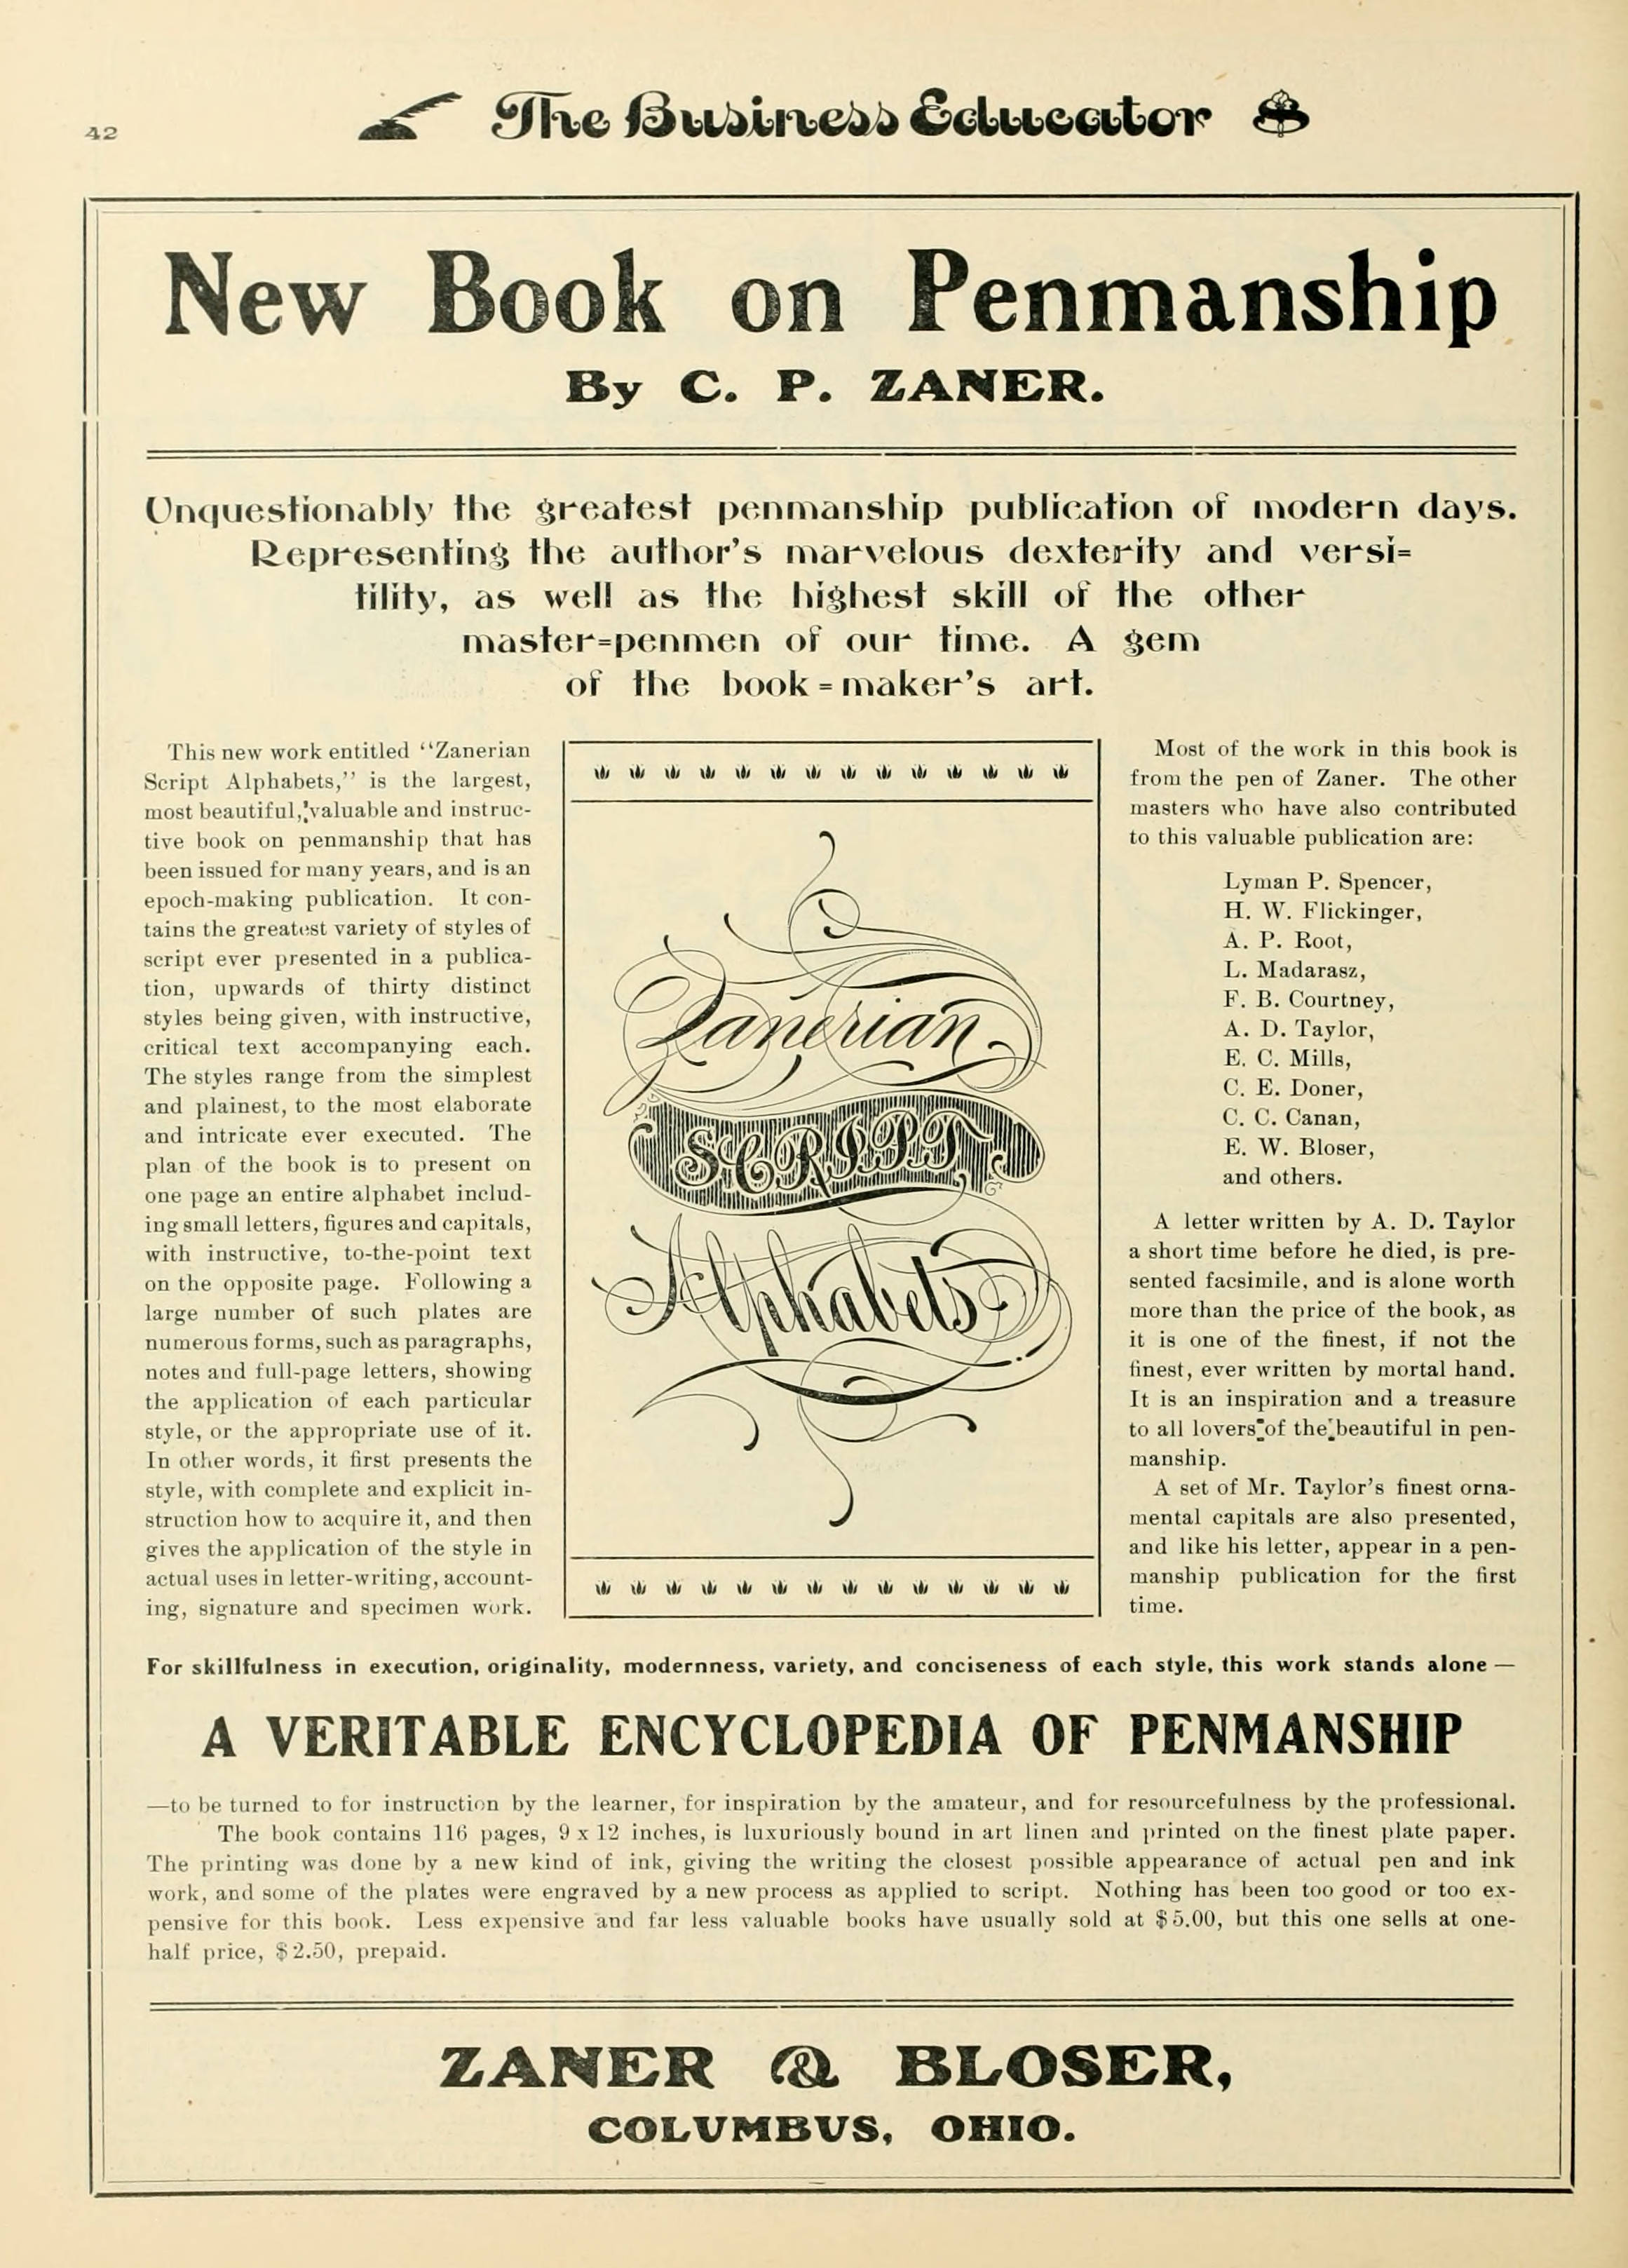 42
The Business Educator
New Book on Penmanship
By C. P. ZANER.
Unquestionably the greatest penmanship publication of modern days.
Representing the author's marvelous dexterity and versi=
tility, as well as the highest skill of the other
master=penmen of our time. A gem
of the book=maker's art.
This new work entitled "Zanerian
Script Alphabets," is the largest,
most beautiful, valuable and instruc-
tive book on penmanship that has
been issued for many years, and is an
epoch-making publication. It con-
tains the greatest variety of styles of
script ever presented in a publica-
tion, upwards of thirty distinct
styles being given, with instructive,
critical text accompanying each.
The styles range from the simplest
and plainest, to the most elaborate
and intricate ever executed. The
plan of the book is to present on
one page an entire alphabet includ-
ing small letters, figures and capitals,
with instructive, to-the-point text
on the opposite page. Following a
large number of such plates are
numerous forms, such as paragraphs,
notes and full-page letters, showing
the application of each particular
style, or the appropriate use of it.
In other words, it first presents the
style, with complete and explicit in-
struction how to acquire it, and then
gives the application of the style in
actual uses in letter-writing, account-
ing, signature and specimen work.
Zanerian
SCRIPT
Alphabets
Most of the work in this book is
from the pen of Zaner. The other
masters who have also contributed
to this valuable publication are:
Lyman P. Spencer,
H. W. Flickinger,
A. P. Root,
L. Madarasz,
F. B. Courtney,
A. D. Taylor,
E. C. Mills,
C. E. Doner,
C. C. Canan,
E. W. Bloser,
and others.
A letter written by A. D. Taylor
a short time before he died, is pre-
sented facsimile, and is alone worth
more than the price of the book, as
it is one of the finest, if not the
finest, ever written by mortal hand.
It is an inspiration and a treasure
to all lovers of the beautiful in pen-
manship.
A set of Mr. Taylor's finest orna-
mental capitals are also presented,
and like his letter, appear in a pen-
manship publication for the first
time.
For skillfulness in execution, originality, modernness, variety, and conciseness of each style, this work stands alone —
A VERITABLE ENCYCLOPEDIA OF PENMANSHIP
—to be turned to for instruction by the learner, for inspiration by the amateur, and for resourcefulness by the professional.
The book contains 116 pages, 9 x 12 inches, is luxuriously bound in art linen and printed on the finest plate paper.
The printing was done by a new kind of ink, giving the writing the closest possible appearance of actual pen and ink
work, and some of the plates were engraved by a new process as applied to script. Nothing has been too good or too ex-
pensive for this book. Less expensive and far less valuable books have usually sold at $5.00, but this one sells at one-
half price, $2.50, prepaid.
ZANER & BLOSER,
COLUMBUS, OHIO.